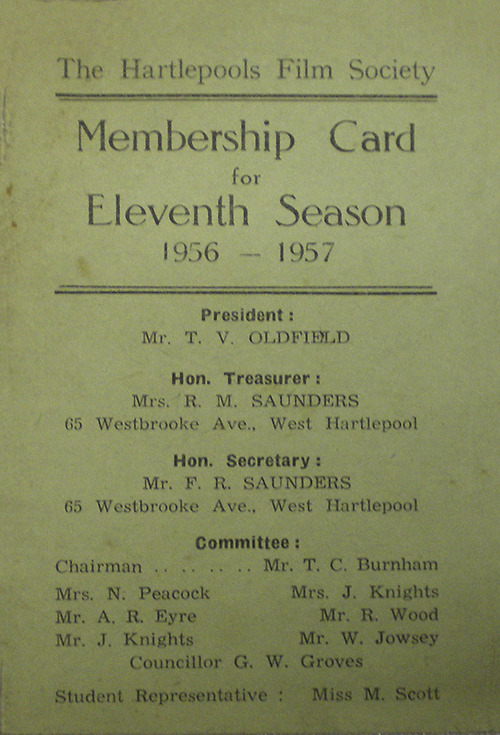 The Hartlepools Film Society
Membership Card
for
Eleventh Season
1956 — 1957
President :
Mr. T. V. OLDFIELD
Hon. Treasurer :
Mrs. R. M. SAUNDERS
65 Westbrooke Ave., West Hartlepool
Hon. Secretary :
Mr. F. R. SAUNDERS
65 Westbrooke Ave., West Hartlepool
Committee :
Chairman .. .. .. .. Mr. T. C. Burnham
Mrs. N. Peacock Mrs. J. Knights
Mr. A. R. Eyre Mr. R. Wood
Mr. J. Knights Mr. W. Jowsey
Councillor G. W. Groves
Student Representative : Miss M. Scott